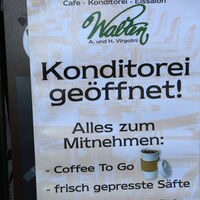 Cafe - Konditorei - Eissalon
Walten
A. und H. Virgolini
Konditorei
geöffnet!
Alles zum
Mitnehmen:
- Coffee To Go
- frisch gepresste Säfte